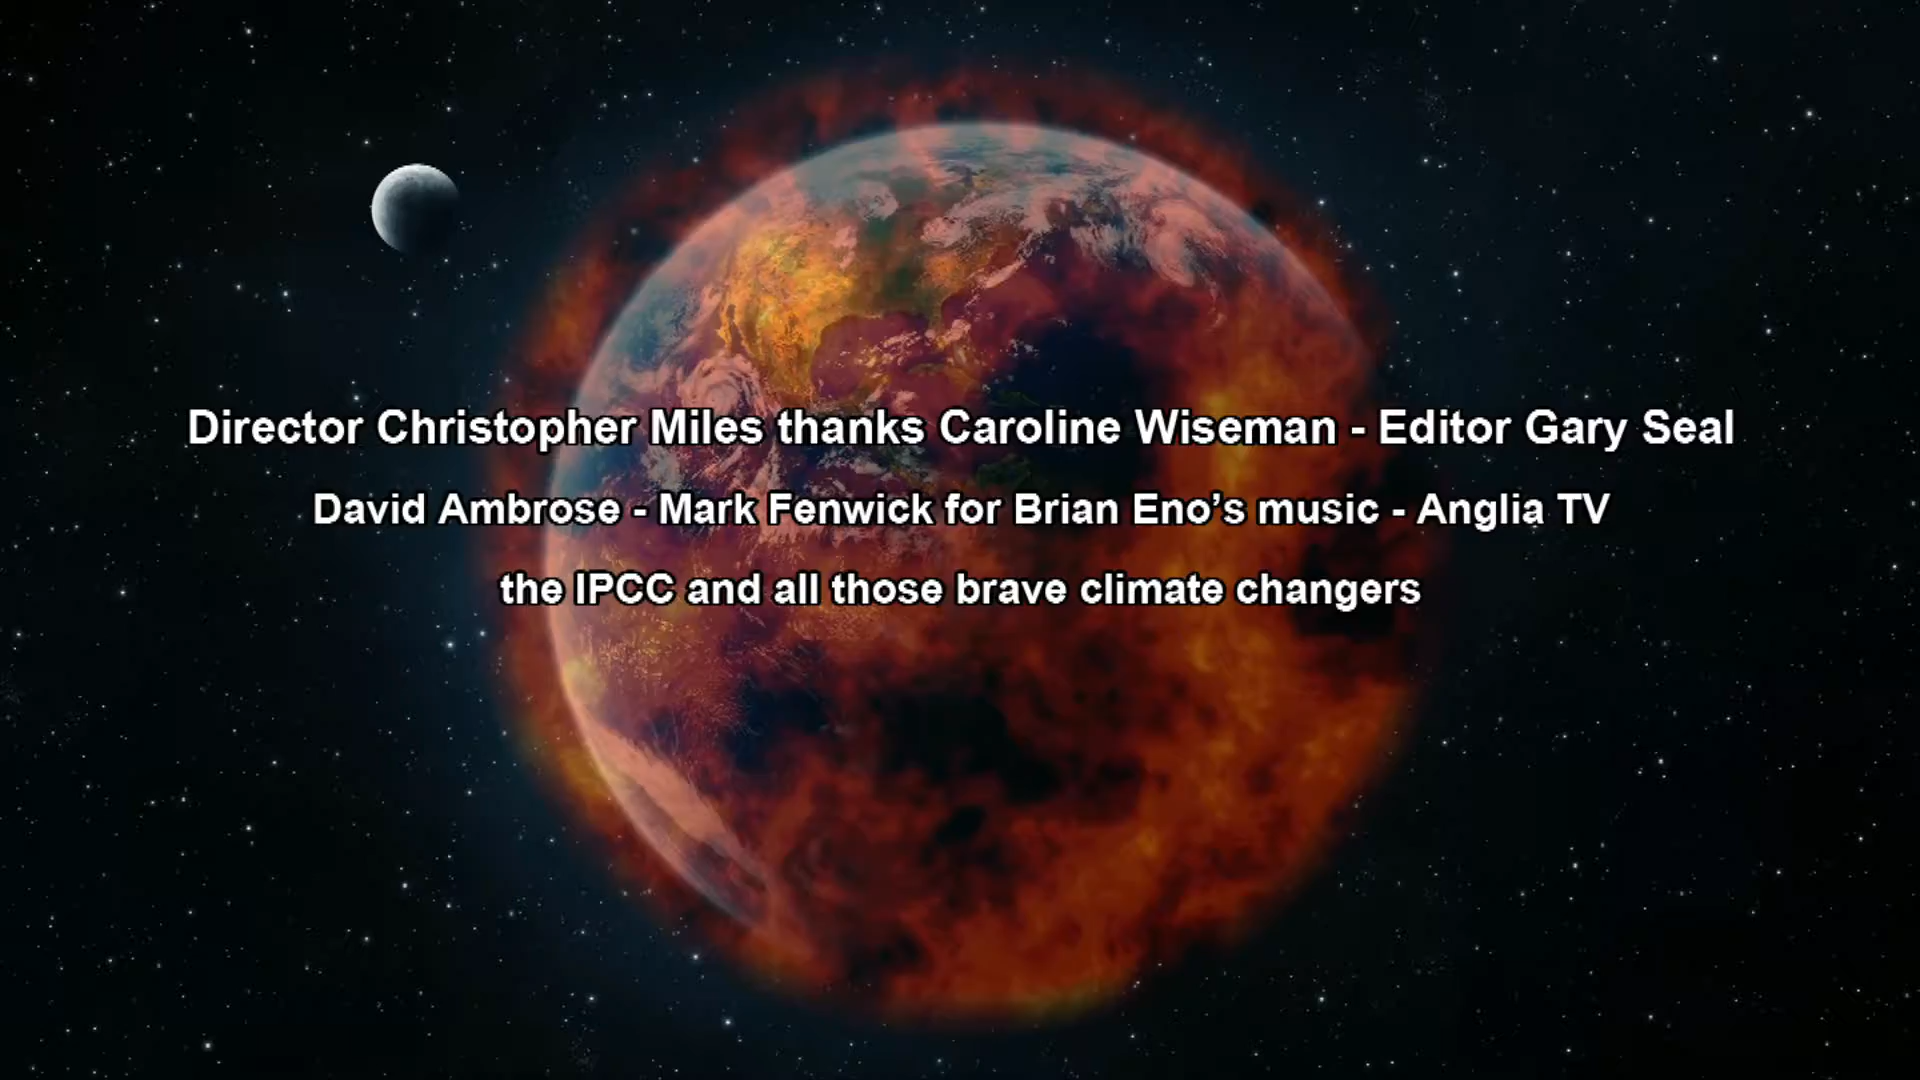 Director Christopher Miles thanks Caroline Wiseman - Editor Gary Seal
David Ambrose - Mark Fenwick for Brian Eno’s music - Anglia TV
the IPCC and all those brave climate changers